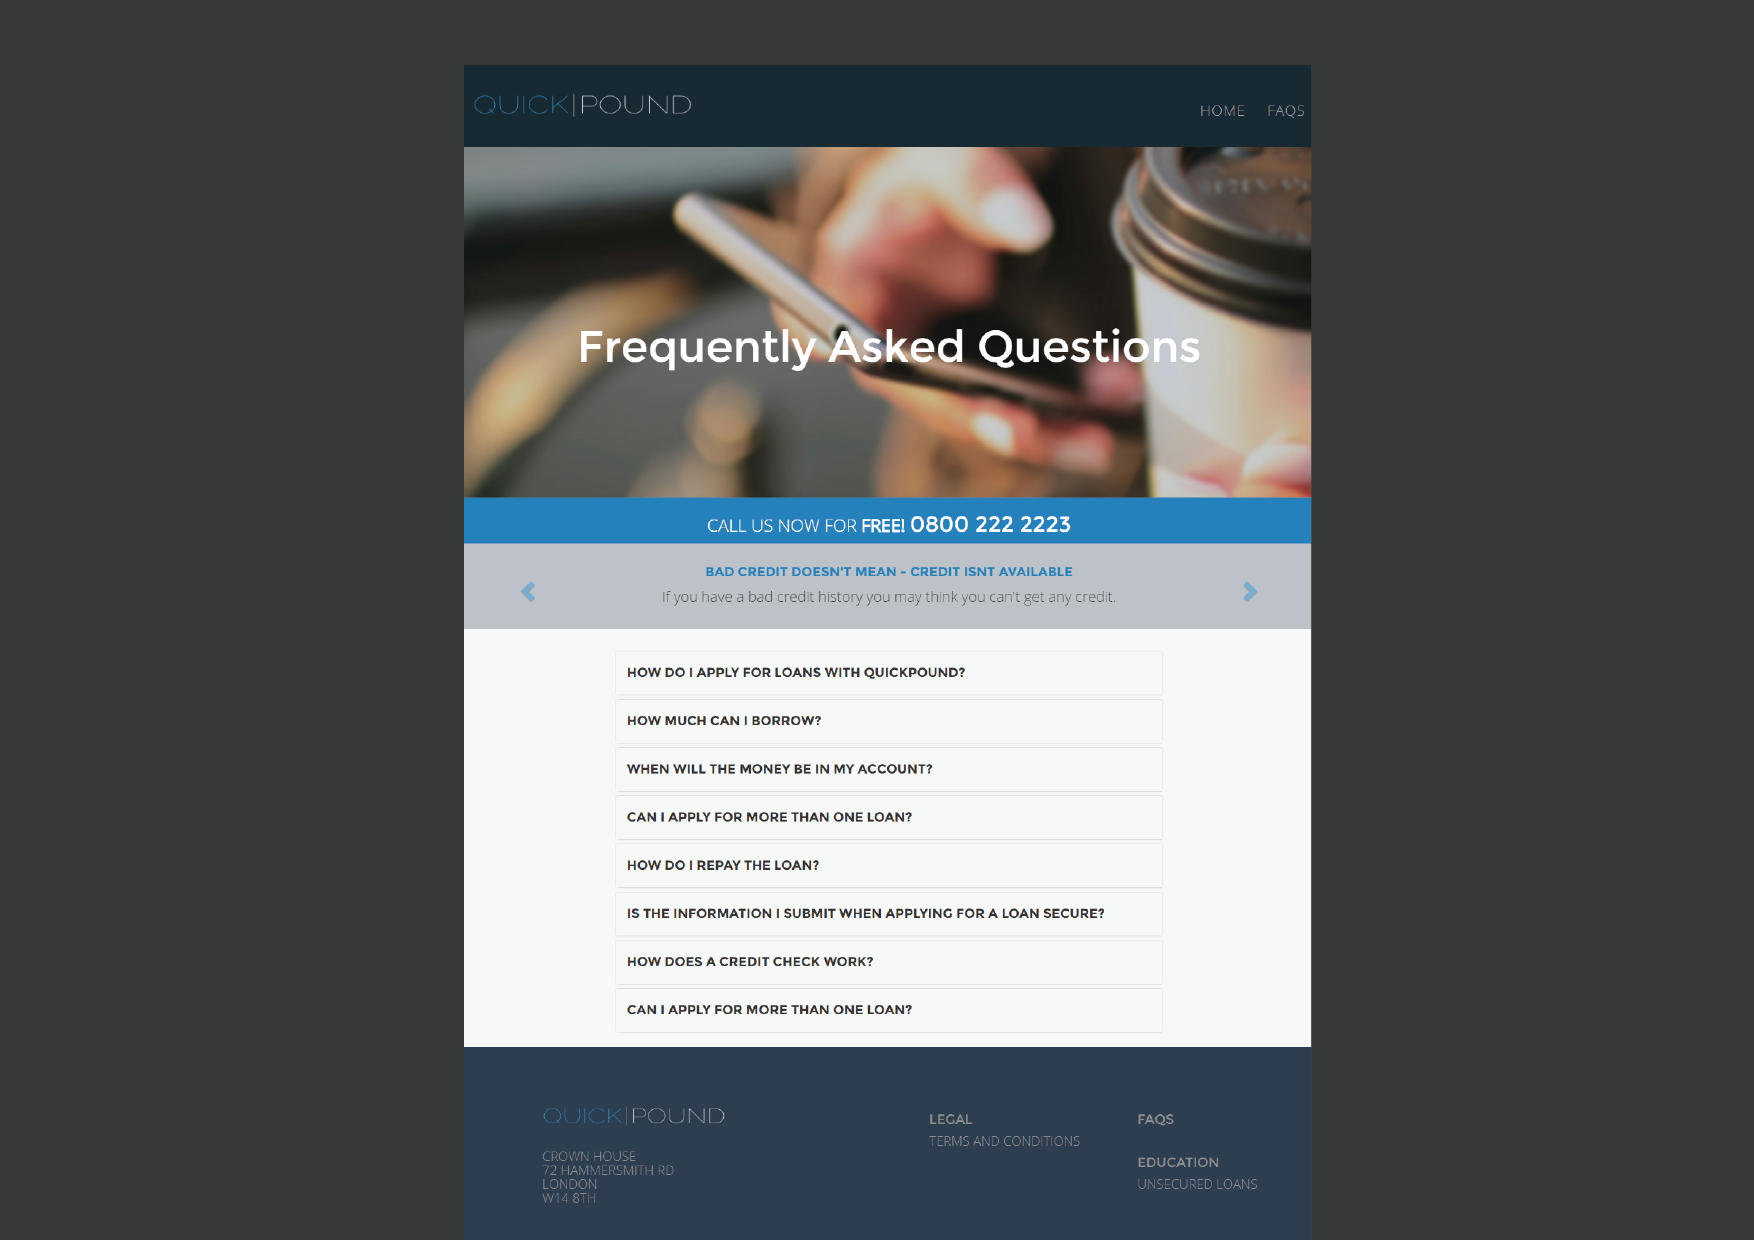 QUICK|POUND
HOME FAQS
Frequently Asked Questions
CALL US NOW FOR FREE! 0800 222 2223
BAD CREDIT DOESN'T MEAN - CREDIT ISNT AVAILABLE
If you have a bad credit history you may think you can't get any credit.
HOW DO I APPLY FOR LOANS WITH QUICKPOUND?
HOW MUCH CAN I BORROW?
WHEN WILL THE MONEY BE IN MY ACCOUNT?
CAN I APPLY FOR MORE THAN ONE LOAN?
HOW DO I REPAY THE LOAN?
IS THE INFORMATION I SUBMIT WHEN APPLYING FOR A LOAN SECURE?
HOW DOES A CREDIT CHECK WORK?
CAN I APPLY FOR MORE THAN ONE LOAN?
QUICK|POUND
CROWN HOUSE
72 HAMMERSMITH RD
LONDON
W14 8TH
LEGAL
TERMS AND CONDITIONS
FAQS
EDUCATION
UNSECURED LOANS